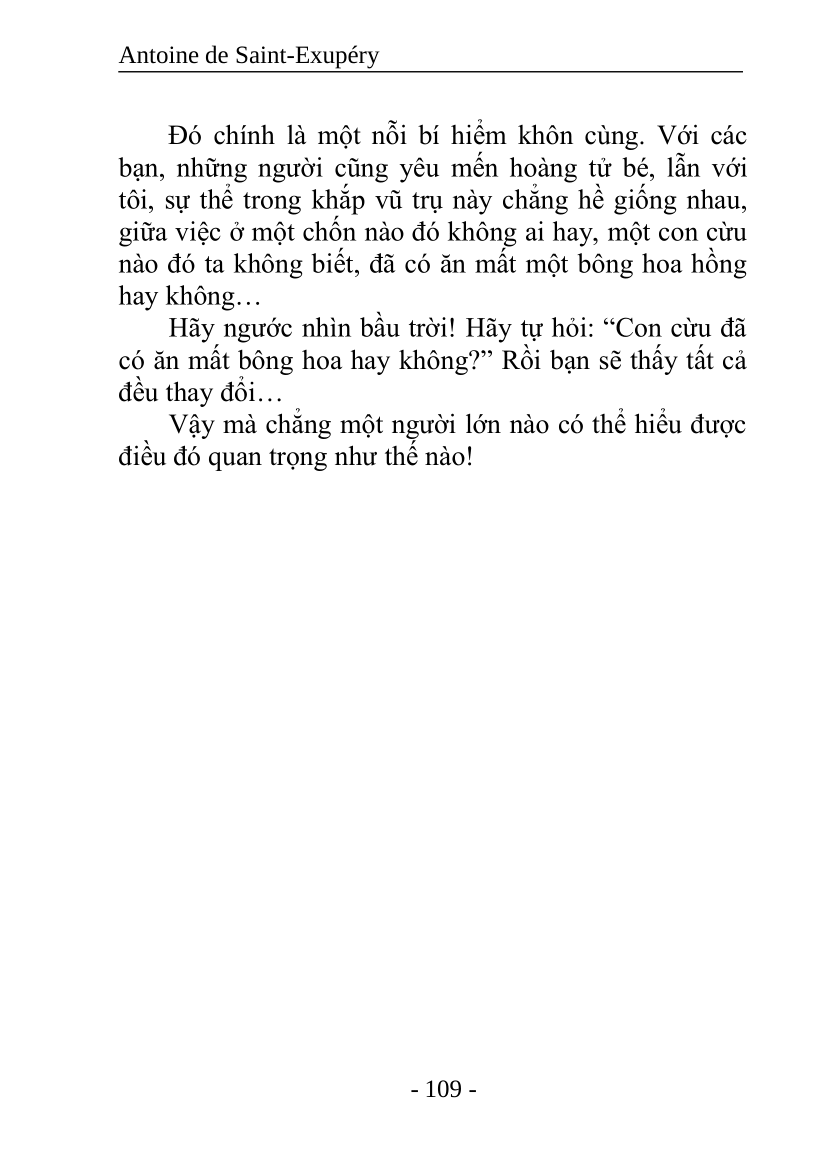 Antoine de Saint-Exupéry
Đó chính là một nỗi bí hiểm khôn cùng. Với các
bạn, những người cũng yêu mến hoàng tử bé, lẫn với
tôi, sự thể trong khắp vũ trụ này chẳng hề giống nhau,
giữa việc ở một chốn nào đó không ai hay, một con cừu
nào đó ta không biết, đã có ăn mất một bông hoa hồng
hay không…
Hãy ngước nhìn bầu trời! Hãy tự hỏi: “Con cừu đã
có ăn mất bông hoa hay không?” Rồi bạn sẽ thấy tất cả
đều thay đổi…
Vậy mà chẳng một người lớn nào có thể hiểu được
điều đó quan trọng như thế nào!
- 109 -